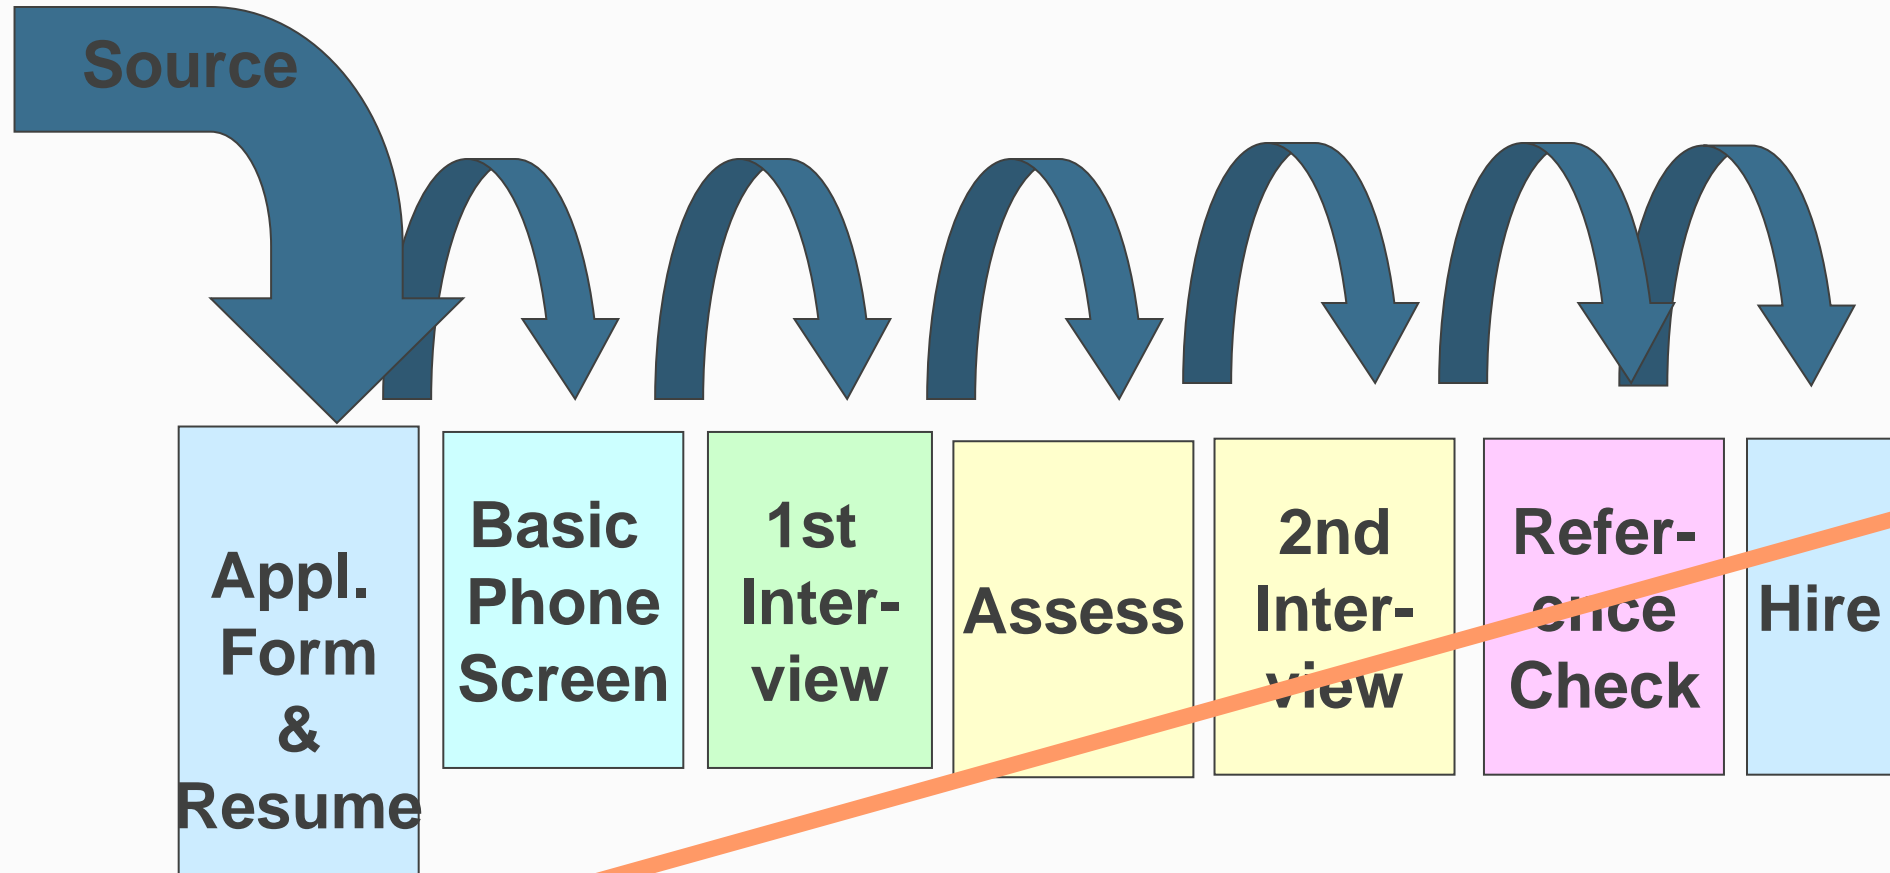 Source
Appl.
Form
&
Resume
Basic
Phone
Screen
1st
Inter-
view
Assess
2nd
Inter-
view
Refer-
ence
Check
Hire